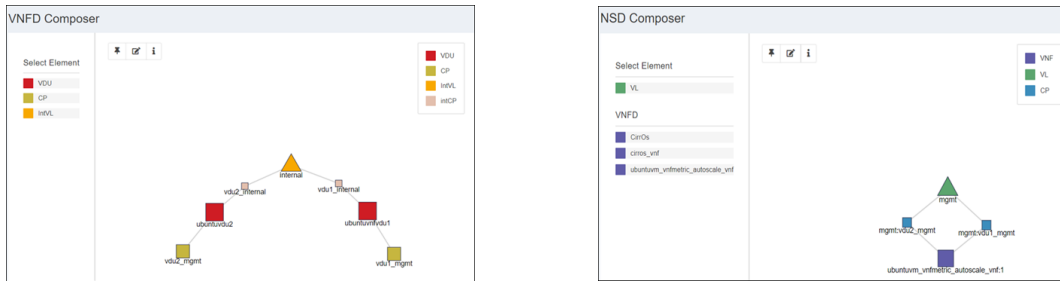 VNFD Composer
Select Element
VDU
CP
IntVL
i
VDU
CP
IntVL
intCP
internal
vdu2_internal
vdu1_internal
ubuntuvdu2
ubuntuvnfvdu1
vdu2_mgmt
vdu1_mgmt
NSD Composer
Select Element
VL
VNFD
CirrOs
cirros_vnf
ubuntuvm_vnfmetric_autoscale_vnf
i
VNF
VL
CP
mgmt
mgmt:vdu2_mgmt
mgmt:vdu1_mgmt
ubuntuvm_vnfmetric_autoscale_vnf:1